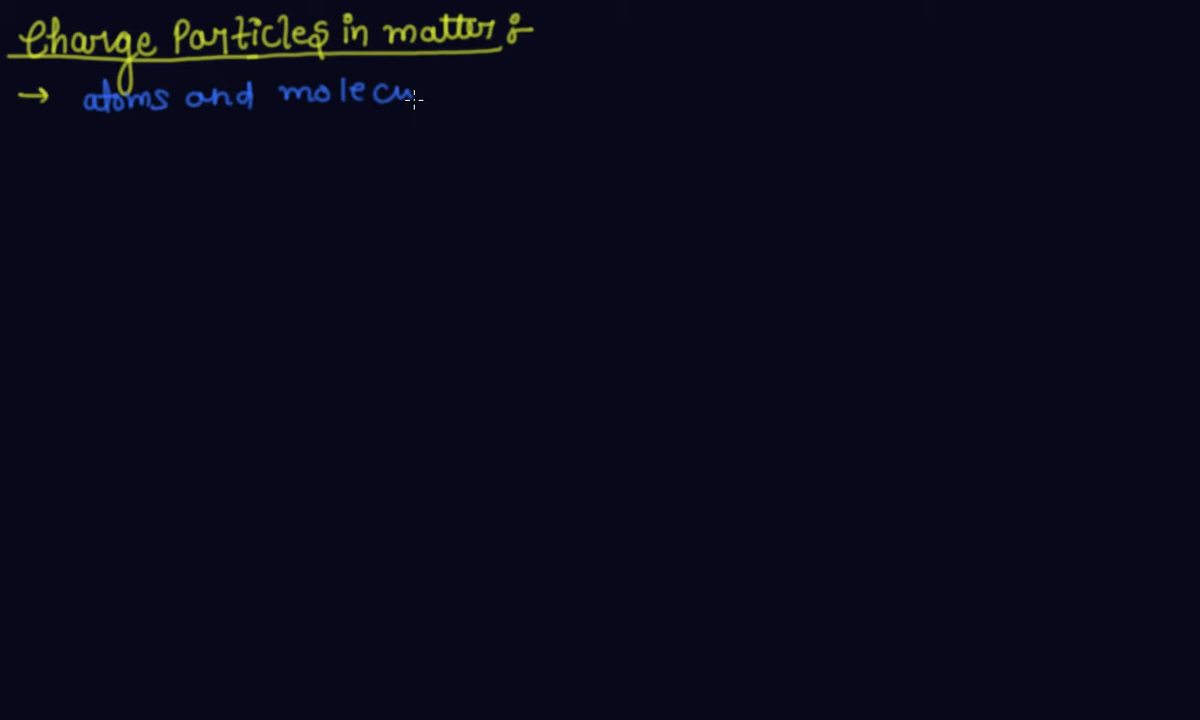 Charge Particles in matter :-
→ atoms and molecu